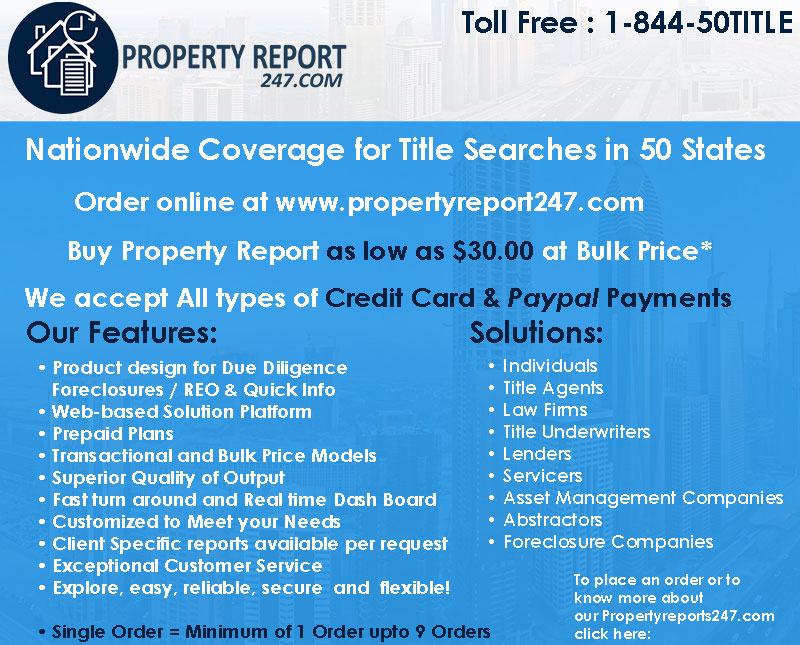 PROPERTY REPORT
247.COM
Toll Free : 1-844-50TITLE
Nationwide Coverage for Title Searches in 50 States
Order online at www.propertyreport247.com
Buy Property Report as low as $30.00 at Bulk Price*
We accept All types of Credit Card & Paypal Payments
Our Features:
• Product design for Due Diligence
Foreclosures / REO & Quick Info
• Web-based Solution Platform
• Prepaid Plans
• Transactional and Bulk Price Models
• Superior Quality of Output
• Fast turn around and Real time Dash Board
• Customized to Meet your Needs
• Client Specific reports available per request
• Exceptional Customer Service
• Explore, easy, reliable, secure and flexible!
• Single Order = Minimum of 1 Order upto 9 Orders
Solutions:
• Individuals
• Title Agents
• Law Firms
• Title Underwriters
• Lenders
• Servicers
• Asset Management Companies
• Abstractors
• Foreclosure Companies
To place an order or to
know more about
our Propertyreports247.com
click here: